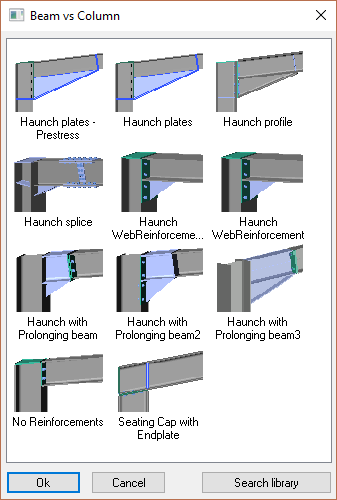 Beam vs Column
Haunch plates -
Prestress
Haunch plates
Haunch profile
Haunch splice
Haunch
WebReinforceme...
Haunch
WebReinforcement
Haunch with
Prolonging beam
Haunch with
Prolonging beam2
Haunch with
Prolonging beam3
No Reinforcements
Seating Cap with
Endplate
Ok
Cancel
Search library